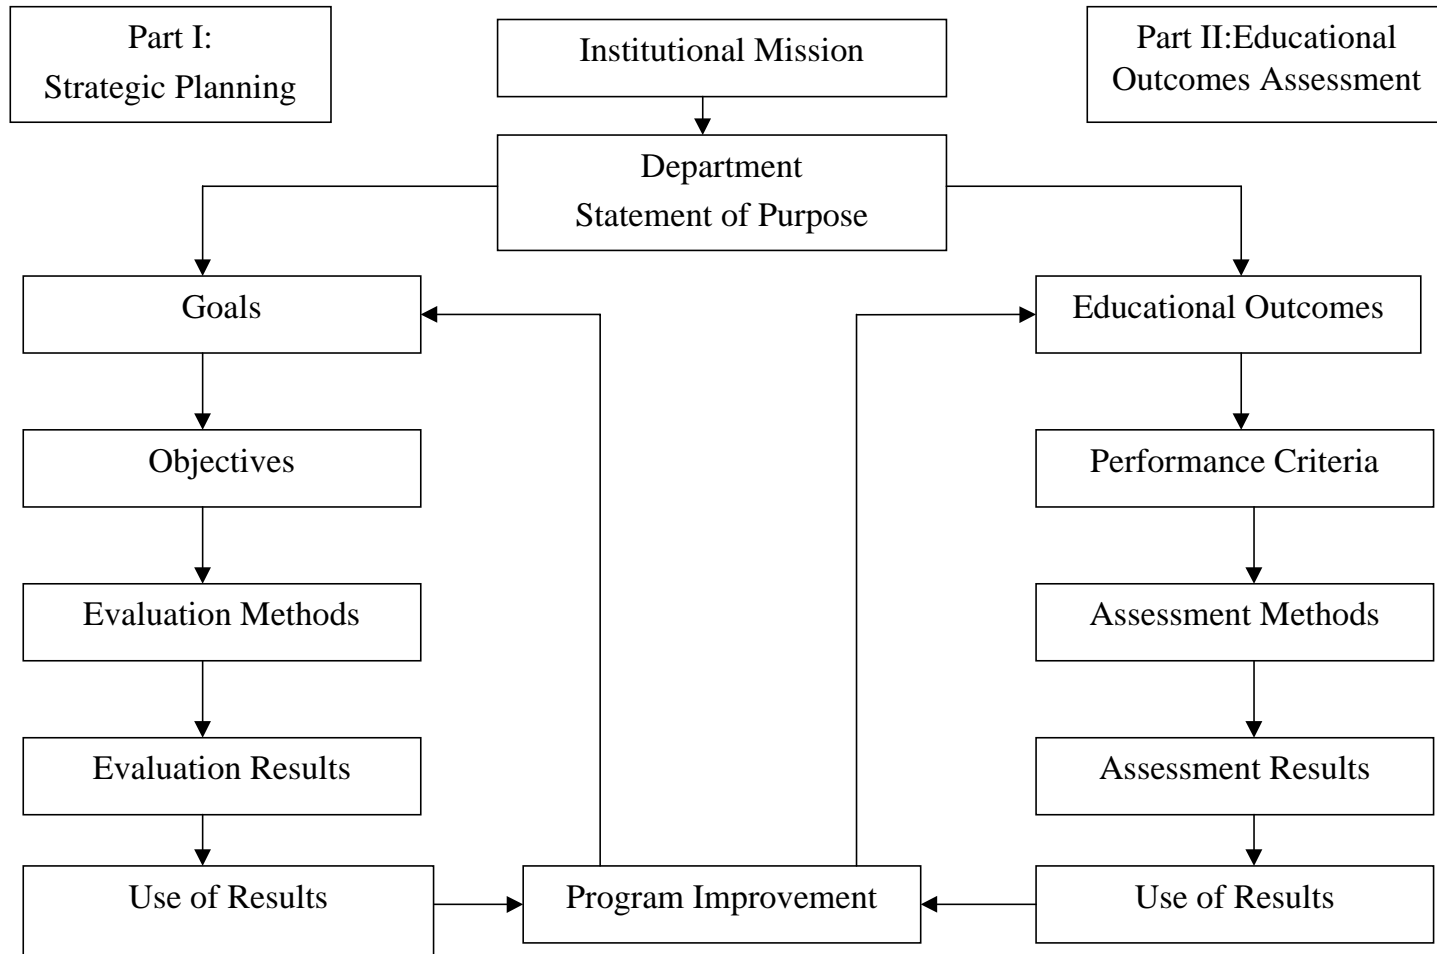 Part I:
Strategic Planning
Institutional Mission
Part II:Educational
Outcomes Assessment
Department
Statement of Purpose
Goals
Educational Outcomes
Objectives
Performance Criteria
Evaluation Methods
Assessment Methods
Evaluation Results
Assessment Results
Use of Results
Program Improvement
Use of Results